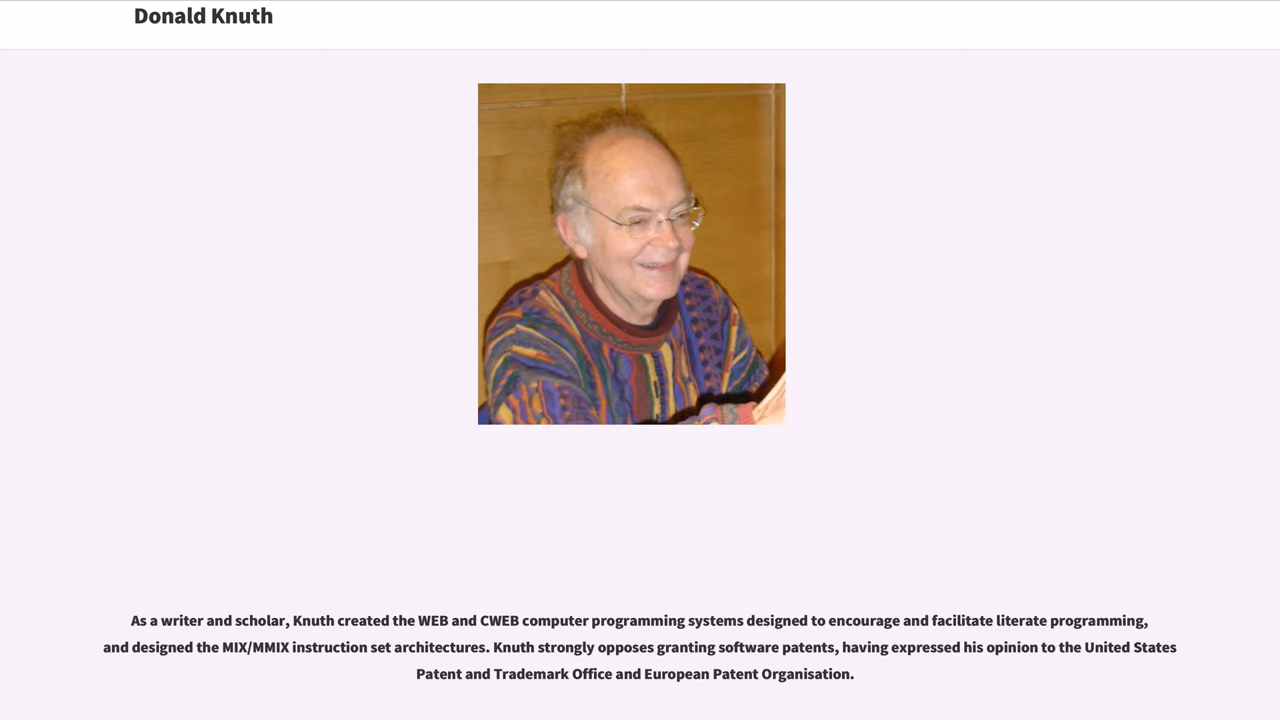 Donald Knuth
As a writer and scholar, Knuth created the WEB and CWEB computer programming systems designed to encourage and facilitate literate programming,
and designed the MIX/MMIX instruction set architectures. Knuth strongly opposes granting software patents, having expressed his opinion to the United States
Patent and Trademark Office and European Patent Organisation.